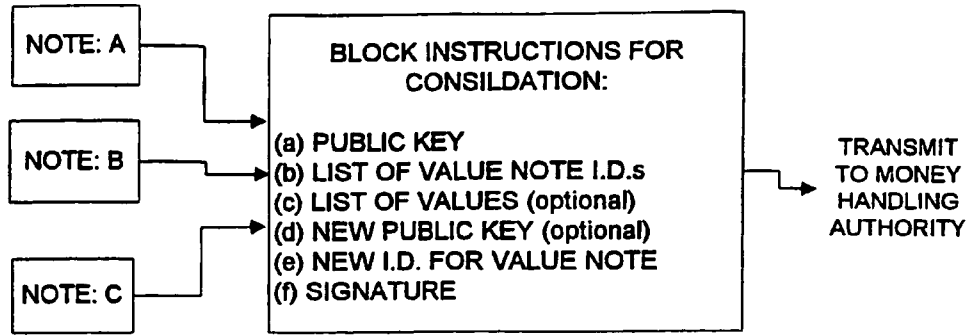 NOTE: A
NOTE: B
NOTE: C
BLOCK INSTRUCTIONS FOR
CONSILDATION:
(a) PUBLIC KEY
(b) LIST OF VALUE NOTE I.D.s
(c) LIST OF VALUES (optional)
(d) NEW PUBLIC KEY (optional)
(e) NEW I.D. FOR VALUE NOTE
(f) SIGNATURE
TRANSMIT
TO MONEY
HANDLING
AUTHORITY